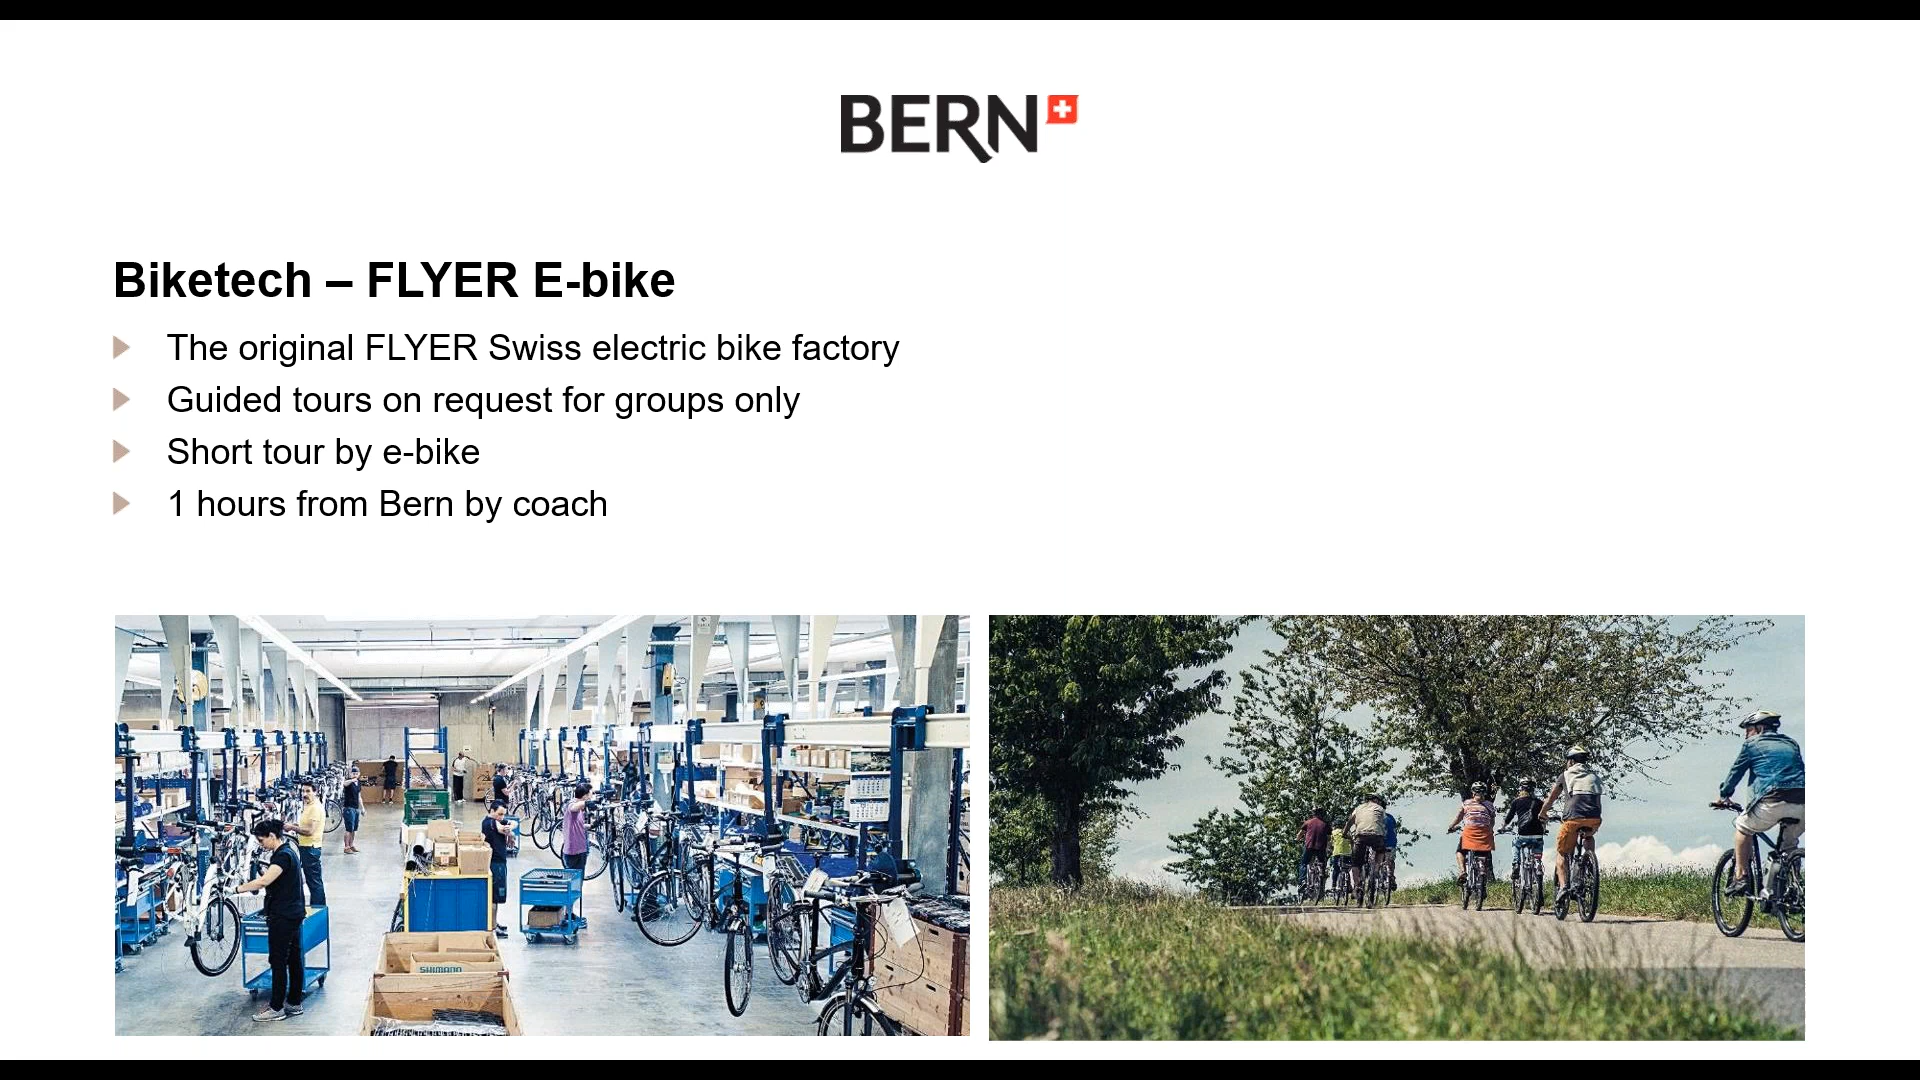 BERN
Biketech – FLYER E-bike
The original FLYER Swiss electric bike factory
Guided tours on request for groups only
Short tour by e-bike
1 hours from Bern by coach
SHIMANO